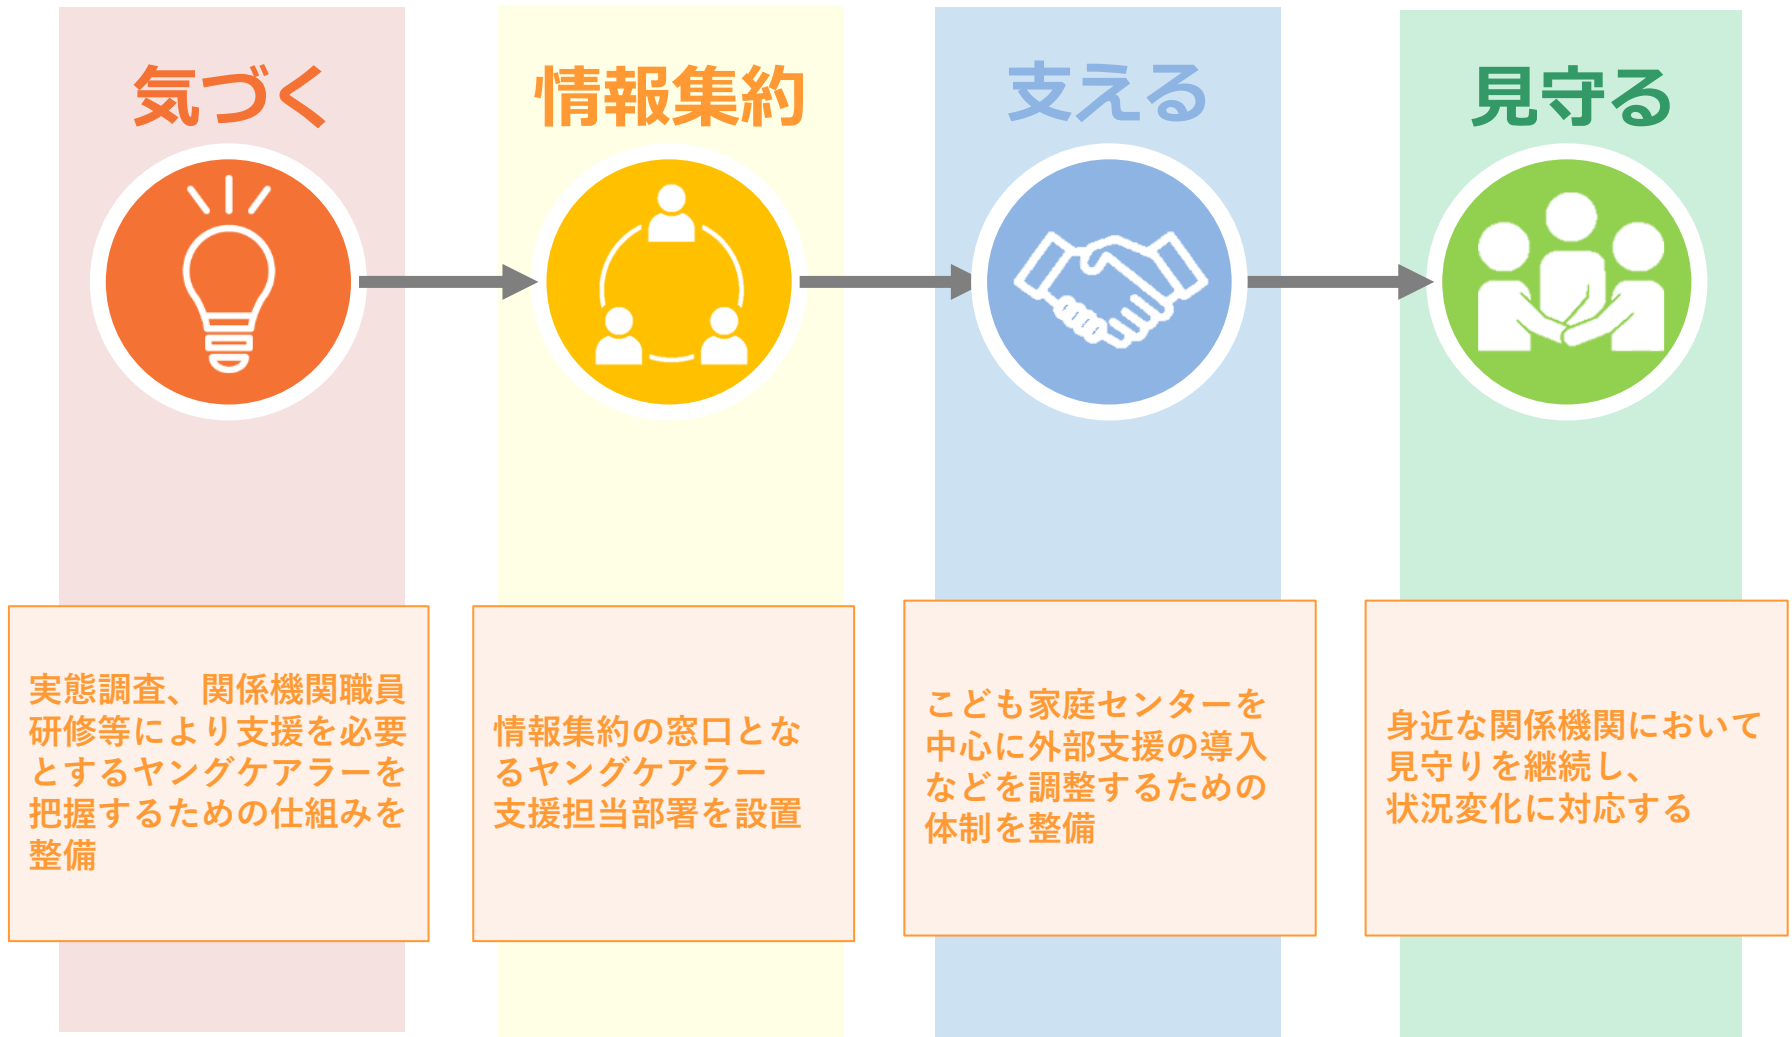 気づく
情報集約
支える
見守る
実態調査、関係機関職員
研修等により支援を必要
とするヤングケアラーを
把握するための仕組みを
整備
情報集約の窓口とな
るヤングケアラー
支援担当部署を設置
こども家庭センターを
中心に外部支援の導入
などを調整するための
体制を整備
身近な関係機関において
見守りを継続し、
状況変化に対応する